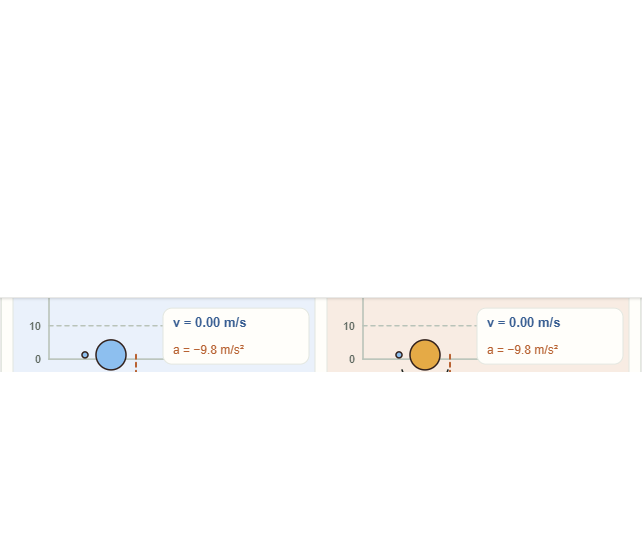 10
v = 0.00 m/s
a = −9.8 m/s²
0
10
v = 0.00 m/s
a = −9.8 m/s²
0